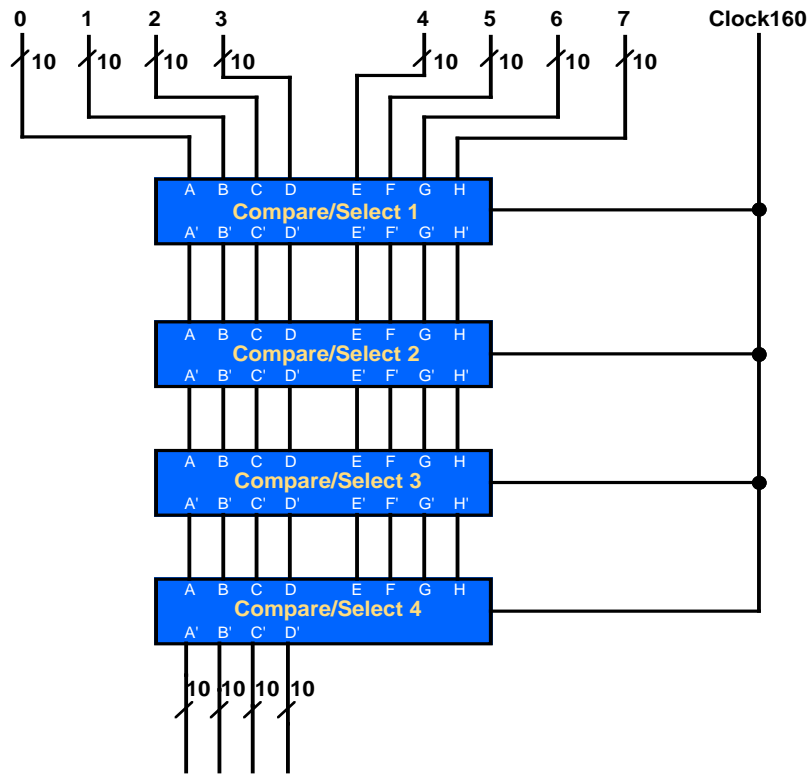 0 1 2 3 4 5 6 7 Clock160
10 10 10 10 10 10 10 10
A B C D E F G H
Compare/Select 1
A' B' C' D' E' F' G' H'
A B C D E F G H
Compare/Select 2
A' B' C' D' E' F' G' H'
A B C D E F G H
Compare/Select 3
A' B' C' D' E' F' G' H'
A B C D E F G H
Compare/Select 4
A' B' C' D'
10 10 10 10